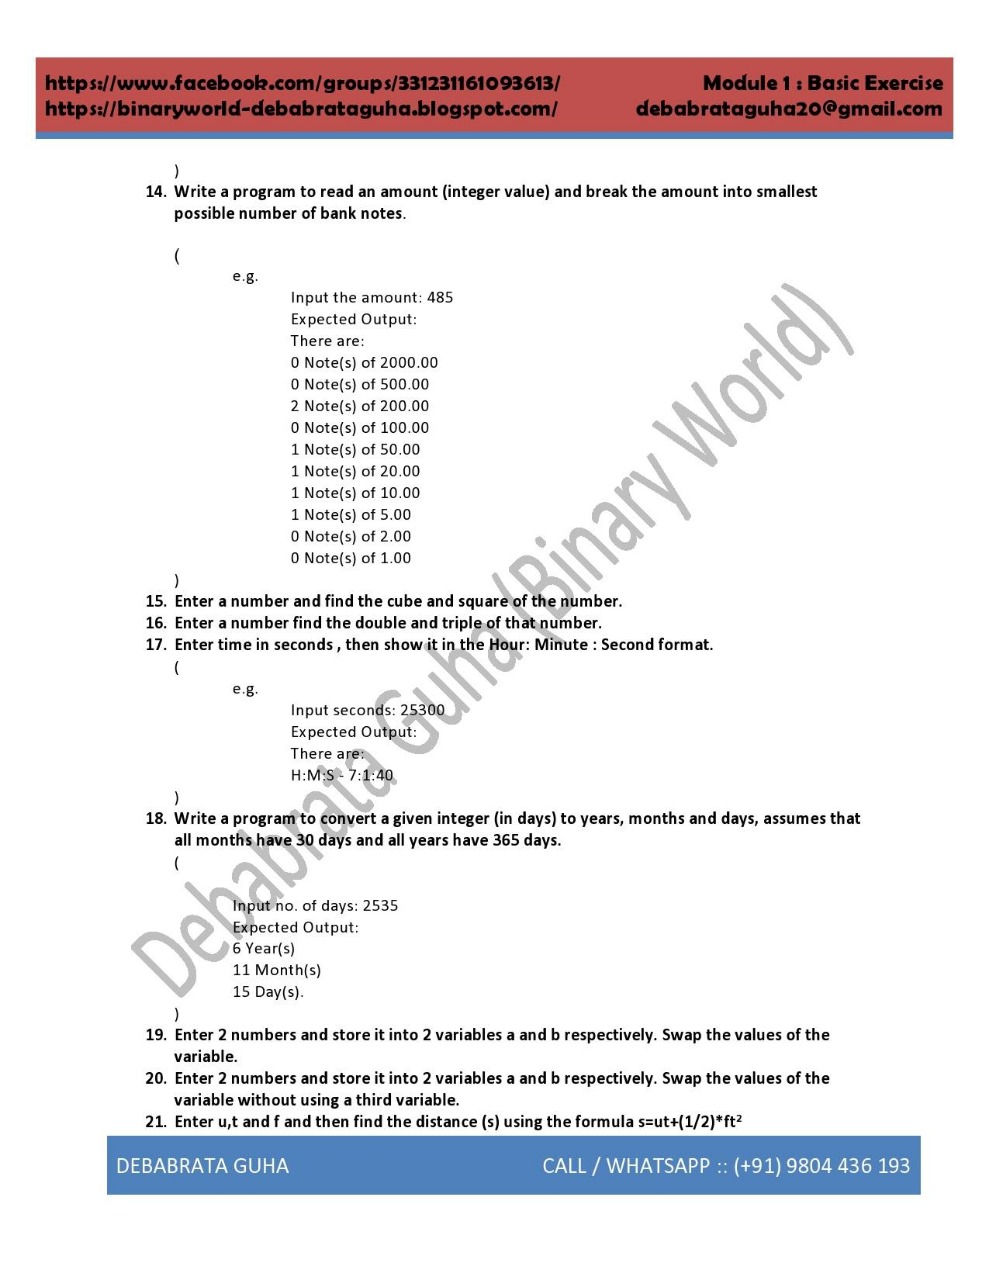 https://www.facebook.com/groups/331231161093613/ Module 1 : Basic Exercise
https://binaryworld-debabrataguha.blogspot.com/ debabrataguha20@gmail.com
)
14. Write a program to read an amount (integer value) and break the amount into smallest
possible number of bank notes.
(
e.g.
Input the amount: 485
Expected Output:
There are:
0 Note(s) of 2000.00
0 Note(s) of 500.00
2 Note(s) of 200.00
0 Note(s) of 100.00
1 Note(s) of 50.00
1 Note(s) of 20.00
1 Note(s) of 10.00
1 Note(s) of 5.00
0 Note(s) of 2.00
0 Note(s) of 1.00
)
15. Enter a number and find the cube and square of the number.
16. Enter a number find the double and triple of that number.
17. Enter time in seconds , then show it in the Hour: Minute : Second format.
(
e.g.
Input seconds: 25300
Expected Output:
There are:
H:M:S - 7:1:40
)
18. Write a program to convert a given integer (in days) to years, months and days, assumes that
all months have 30 days and all years have 365 days.
(
Input no. of days: 2535
Expected Output:
6 Year(s)
11 Month(s)
15 Day(s).
)
19. Enter 2 numbers and store it into 2 variables a and b respectively. Swap the values of the
variable.
20. Enter 2 numbers and store it into 2 variables a and b respectively. Swap the values of the
variable without using a third variable.
21. Enter u,t and f and then find the distance (s) using the formula s=ut+(1/2)*ft²
DEBABRATA GUHA CALL / WHATSAPP :: (+91) 9804 436 193
Debabrata Guha (Binary World)